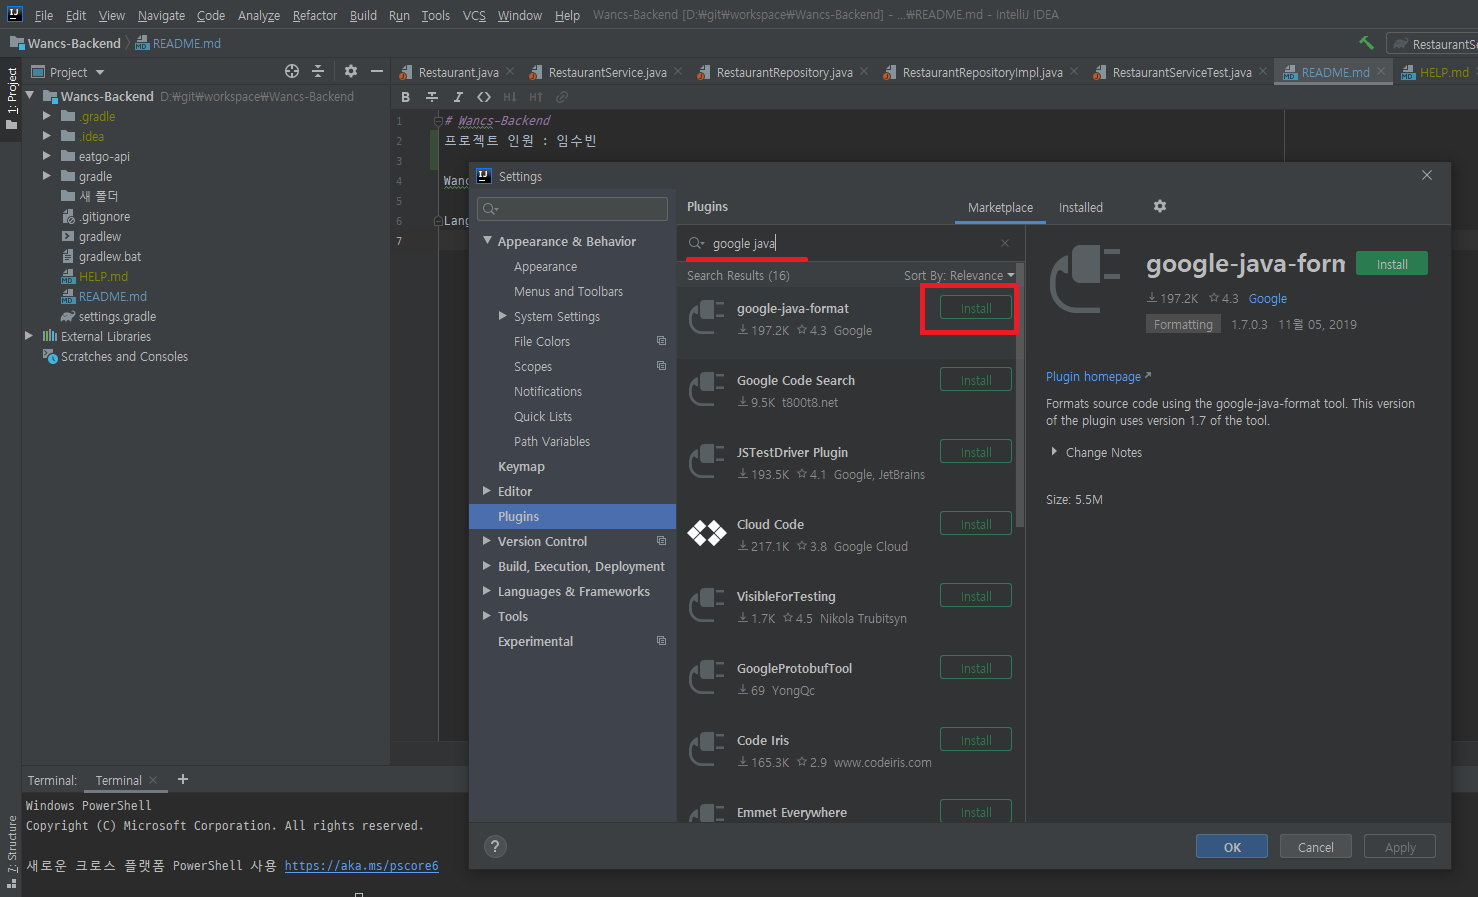 File Edit View Navigate Code Analyze Refactor Build Run Tools VCS Window Help Wancs-Backend [D:₩git₩workspace₩Wancs-Backend] - ...₩README.md - IntelliJ IDEA
Wancs-Backend README.md RestaurantSe
Project Restaurant.java RestaurantService.java RestaurantRepository.java RestaurantRepositoryImpl.java RestaurantServiceTest.java README.md HELP.md
1: Project
Wancs-Backend D:₩git₩workspace₩Wancs-Backend
.gradle
.idea
eatgo-api
gradle
새 폴더
.gitignore
gradlew
gradlew.bat
HELP.md
README.md
settings.gradle
External Libraries
Scratches and Consoles
B I H↓ H↑
1 # Wancs-Backend
2 프로젝트 인원 : 임수빈
3
4 Wanc
5
6 Lang
7
Settings
Appearance & Behavior
Appearance
Menus and Toolbars
System Settings
File Colors
Scopes
Notifications
Quick Lists
Path Variables
Keymap
Editor
Plugins
Version Control
Build, Execution, Deployment
Languages & Frameworks
Tools
Experimental
Plugins Marketplace Installed
google java
Search Results (16) Sort By: Relevance
google-java-format Install
197.2K 4.3 Google
Google Code Search Install
9.5K t800t8.net
JSTestDriver Plugin Install
193.5K 4.1 Google, JetBrains
Cloud Code Install
217.1K 3.8 Google Cloud
VisibleForTesting Install
1.7K 4.5 Nikola Trubitsyn
GoogleProtobufTool Install
69 YongQc
Code Iris Install
165.3K 2.9 www.codeiris.com
Emmet Everywhere Install
google-java-form Install
197.2K 4.3 Google
Formatting 1.7.0.3 11월 05, 2019
Plugin homepage
Formats source code using the google-java-format tool. This version
of the plugin uses version 1.7 of the tool.
Change Notes
Size: 5.5M
? OK Cancel Apply
Terminal: Terminal +
Windows PowerShell
Copyright (C) Microsoft Corporation. All rights reserved.
새로운 크로스 플랫폼 PowerShell 사용 https://aka.ms/pscore6
7: Structure